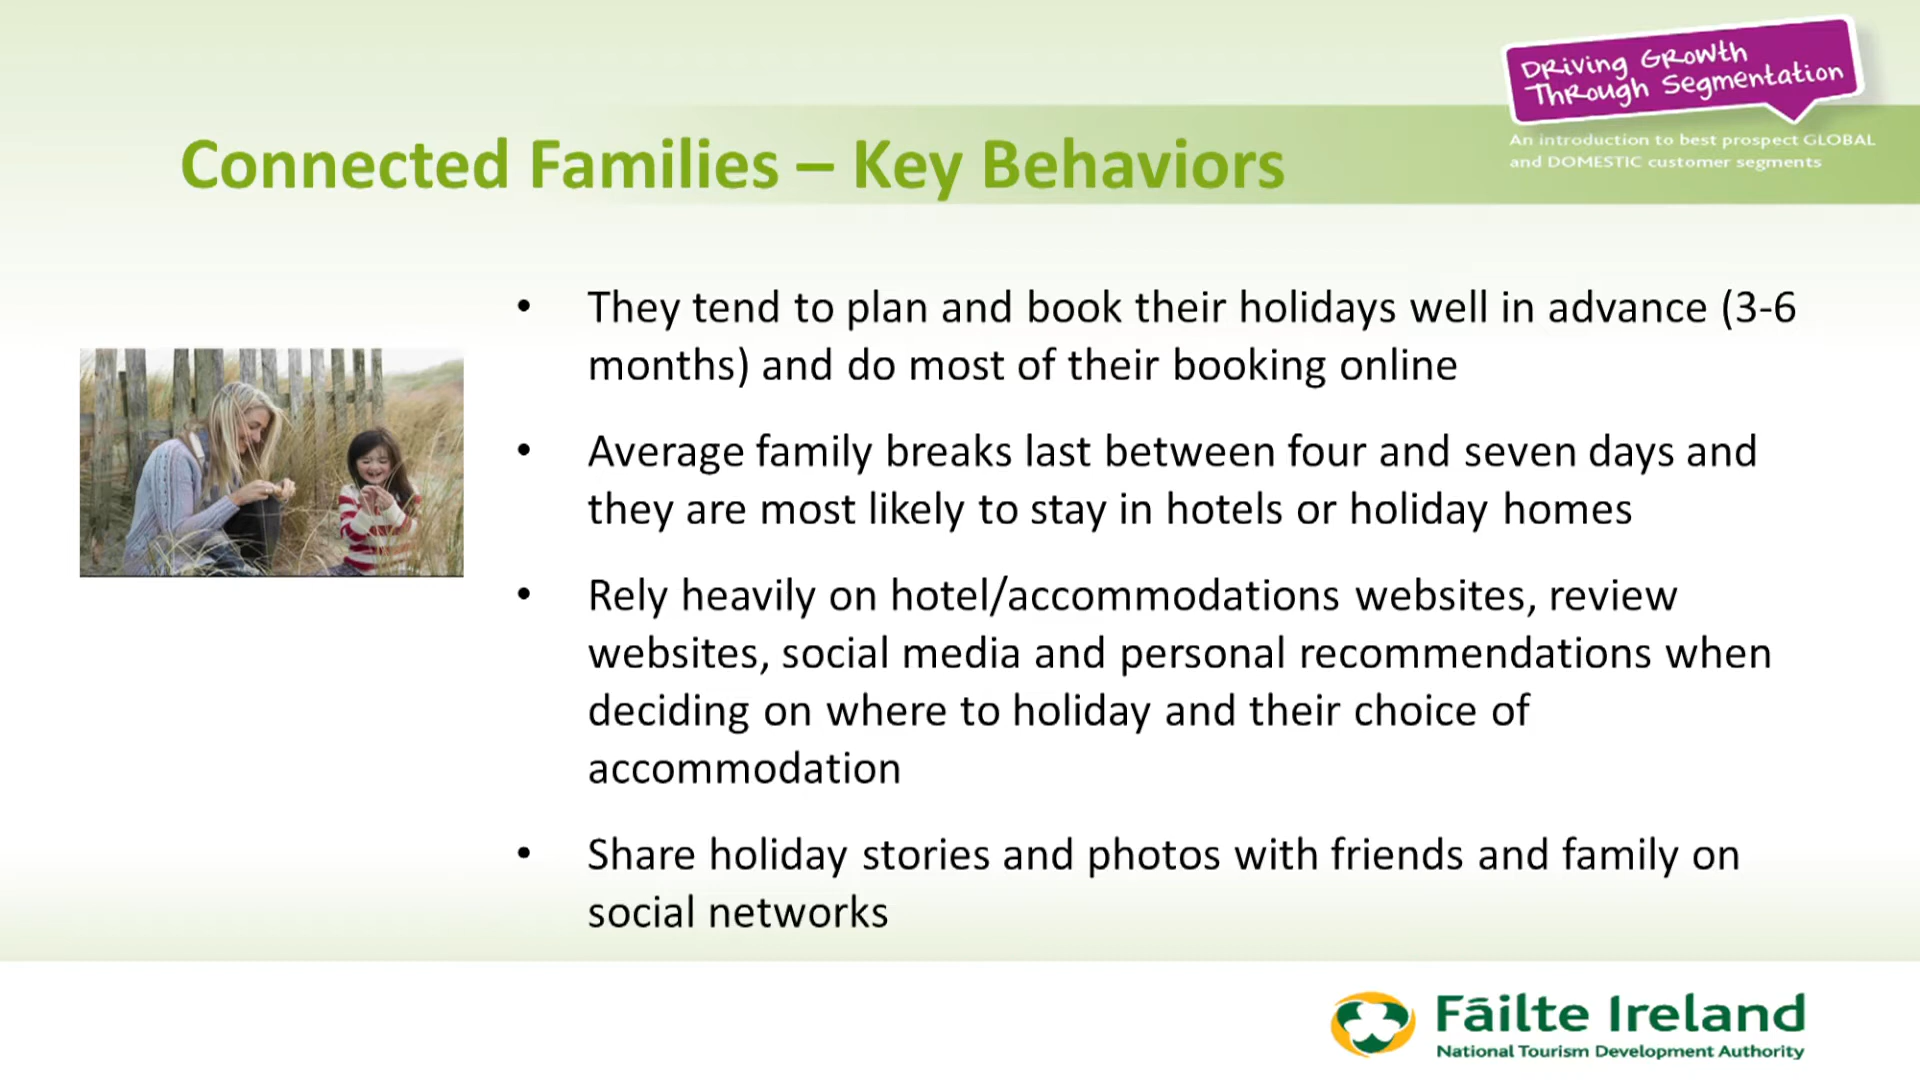 DRiving GRowth
ThRough Segmentation
An introduction to best prospect GLOBAL
and DOMESTIC customer segments
Connected Families – Key Behaviors
• They tend to plan and book their holidays well in advance (3-6
months) and do most of their booking online
• Average family breaks last between four and seven days and
they are most likely to stay in hotels or holiday homes
• Rely heavily on hotel/accommodations websites, review
websites, social media and personal recommendations when
deciding on where to holiday and their choice of
accommodation
• Share holiday stories and photos with friends and family on
social networks
Fáilte Ireland
National Tourism Development Authority